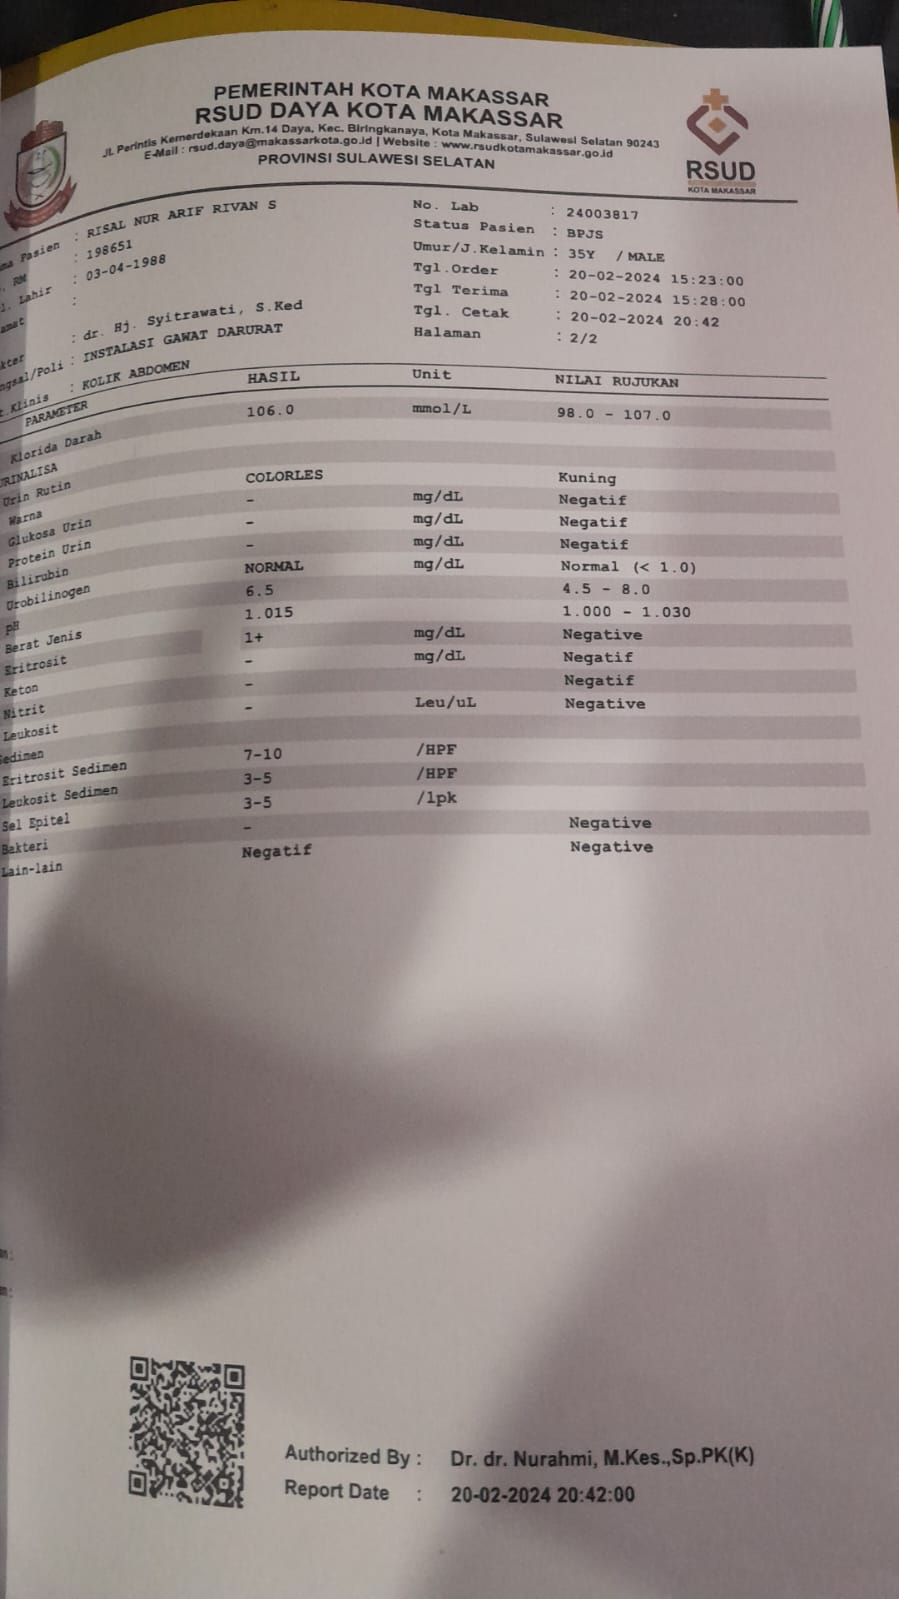 PEMERINTAH KOTA MAKASSAR
RSUD DAYA KOTA MAKASSAR
Jl. Perintis Kemerdekaan Km.14 Daya, Kec. Biringkanaya, Kota Makassar, Sulawesi Selatan 90243
E-Mail : rsud.daya@makassarkota.go.id | Website : www.rsudkotamakassar.go.id
PROVINSI SULAWESI SELATAN
RSUD
KOTA MAKASSAR
ma Pasien : RISAL NUR ARIF RIVAN S
. RM : 198651
l. Lahir : 03-04-1988
amat :
kter : dr. Hj. Syitrawati, S.Ked
ngsal/Poli : INSTALASI GAWAT DARURAT
t.Klinis : KOLIK ABDOMEN
No. Lab : 24003817
Status Pasien : BPJS
Umur/J.Kelamin : 35Y / MALE
Tgl.Order : 20-02-2024 15:23:00
Tgl Terima : 20-02-2024 15:28:00
Tgl. Cetak : 20-02-2024 20:42
Halaman : 2/2
PARAMETER HASIL Unit NILAI RUJUKAN
Klorida Darah 106.0 mmol/L 98.0 - 107.0
URINALISA
Urin Rutin
Warna COLORLES Kuning
Glukosa Urin - mg/dL Negatif
Protein Urin - mg/dL Negatif
Bilirubin - mg/dL Negatif
Urobilinogen NORMAL mg/dL Normal (< 1.0)
pH 6.5 4.5 - 8.0
Berat Jenis 1.015 1.000 - 1.030
Eritrosit 1+ mg/dL Negative
Keton - mg/dL Negatif
Nitrit - Negatif
Leukosit - Leu/uL Negative
Sedimen
Eritrosit Sedimen 7-10 /HPF
Leukosit Sedimen 3-5 /HPF
Sel Epitel 3-5 /lpk
Bakteri - Negative
Lain-lain Negatif Negative
Authorized By : Dr. dr. Nurahmi, M.Kes.,Sp.PK(K)
Report Date : 20-02-2024 20:42:00